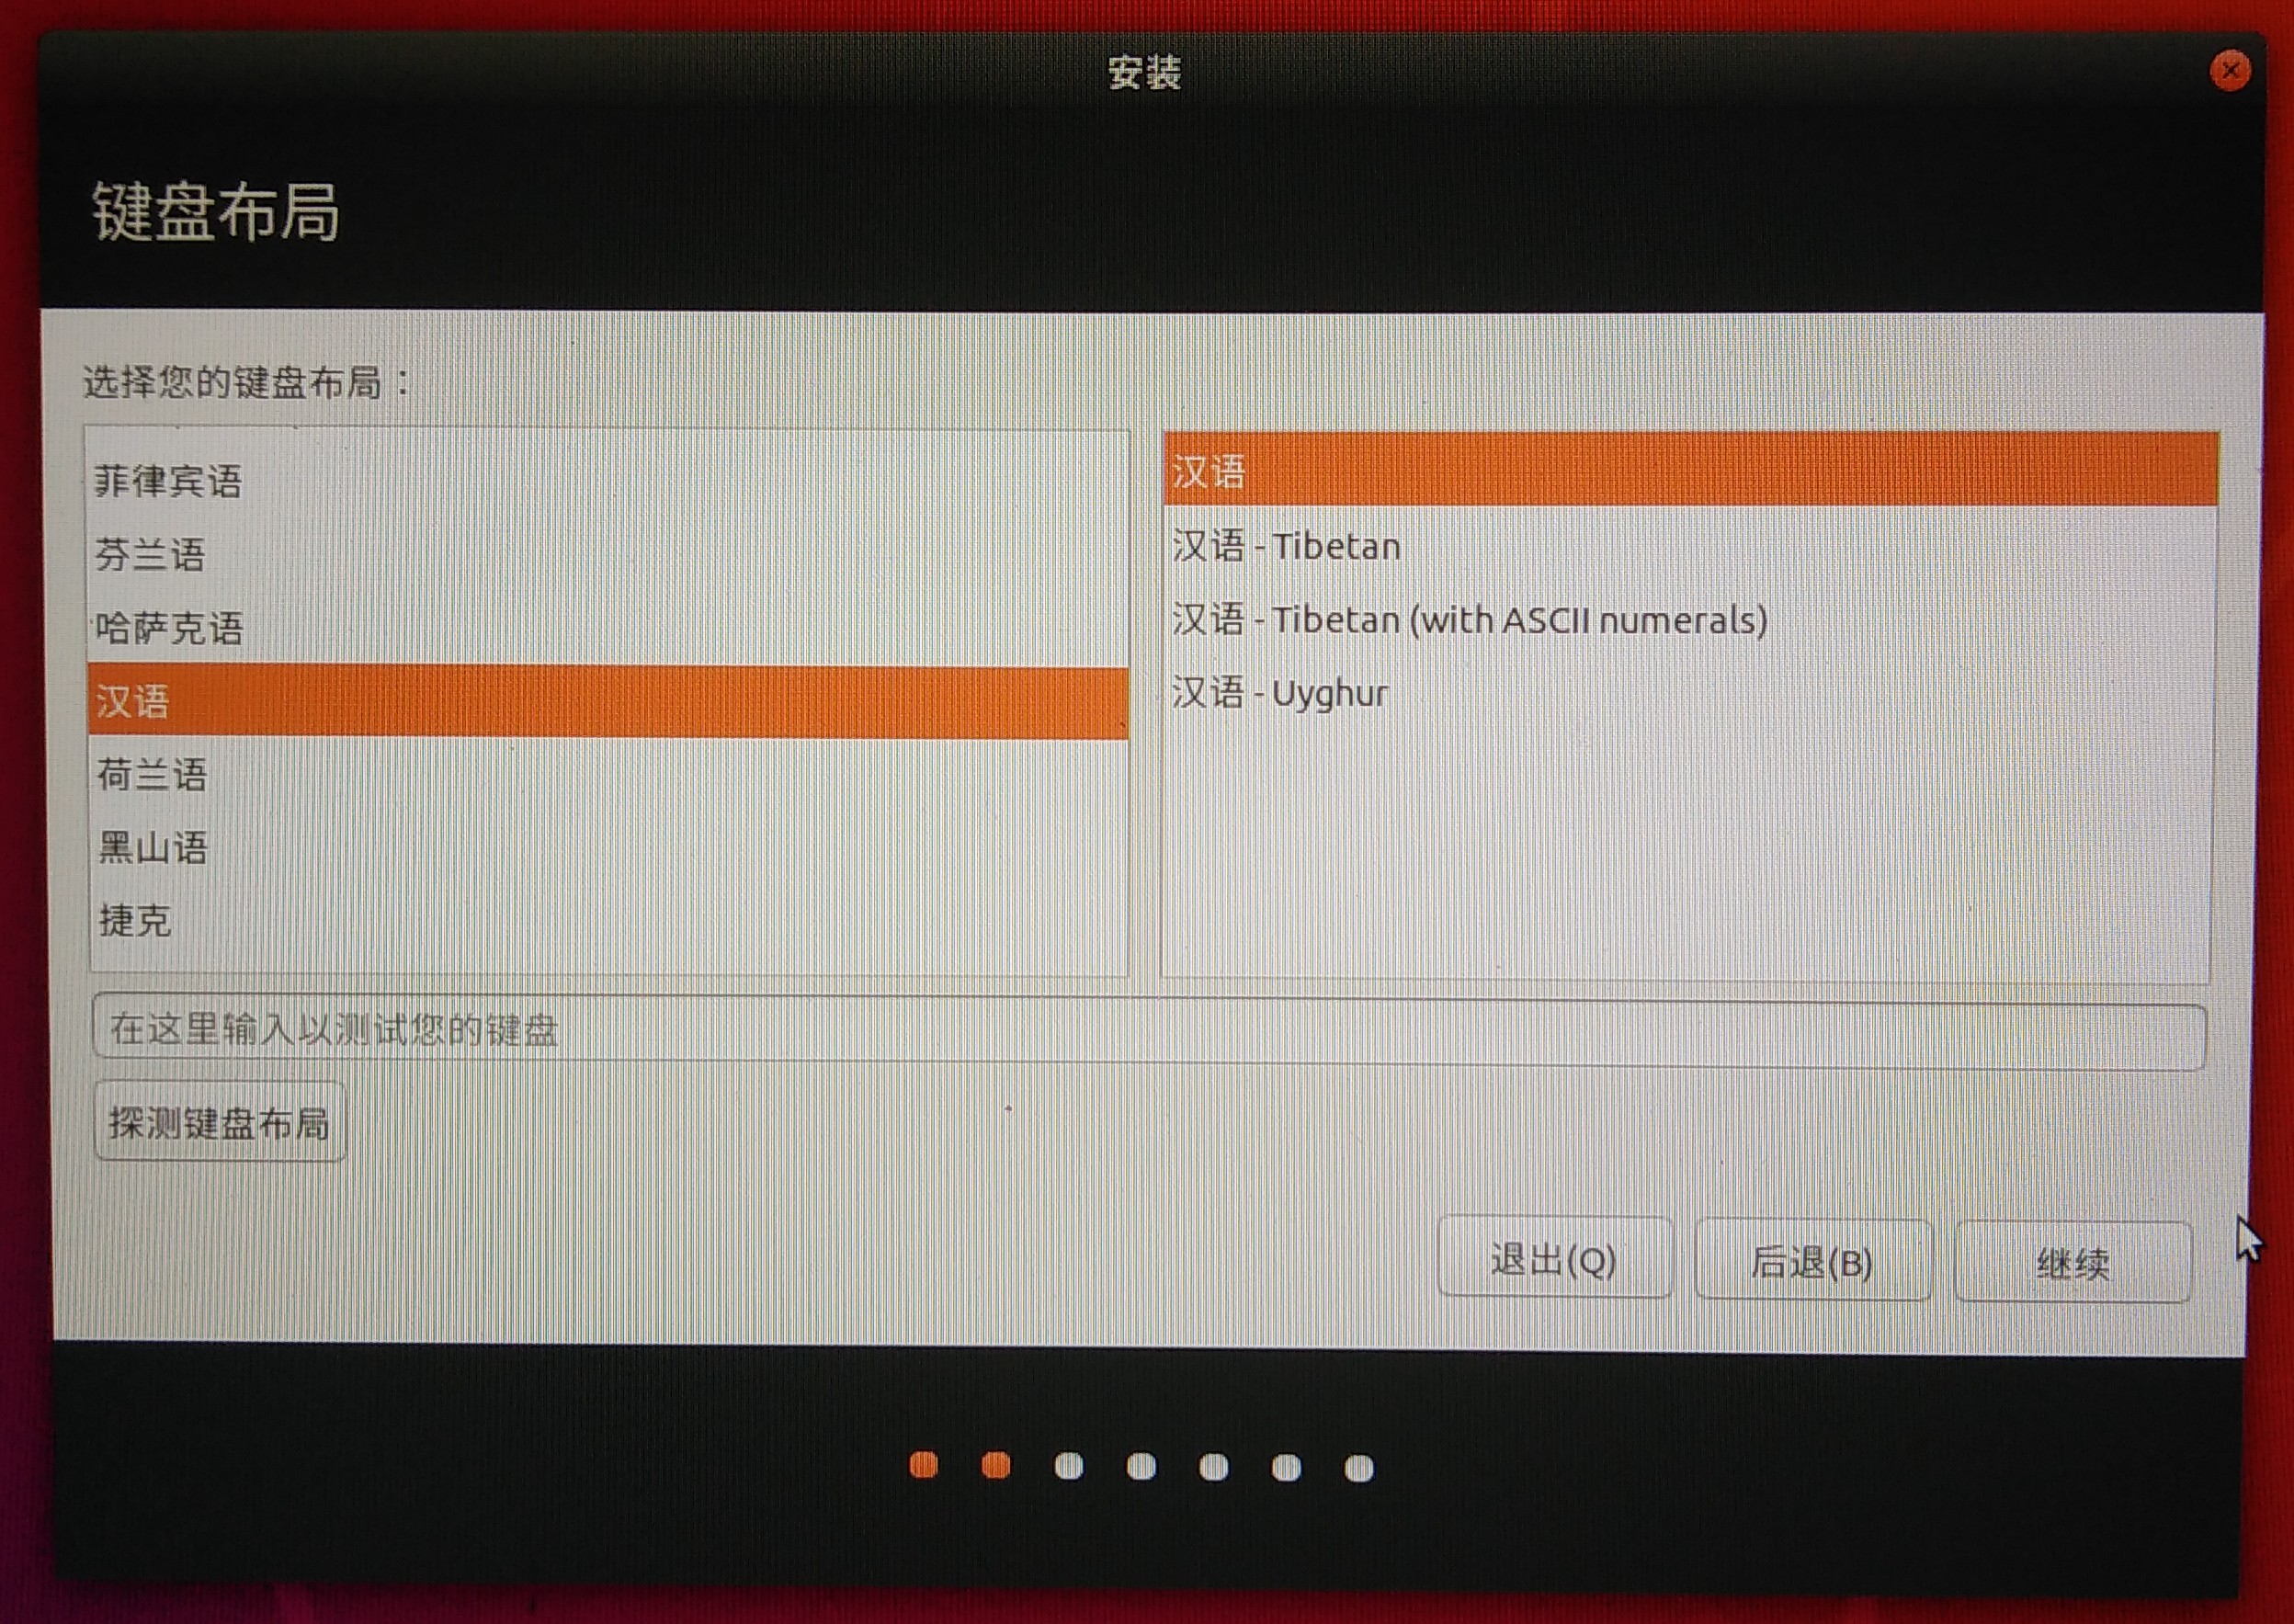 安装
键盘布局
选择您的键盘布局：
菲律宾语
芬兰语
哈萨克语
汉语
荷兰语
黑山语
捷克
汉语
汉语 - Tibetan
汉语 - Tibetan (with ASCII numerals)
汉语 - Uyghur
在这里输入以测试您的键盘
探测键盘布局
退出(Q)
后退(B)
继续